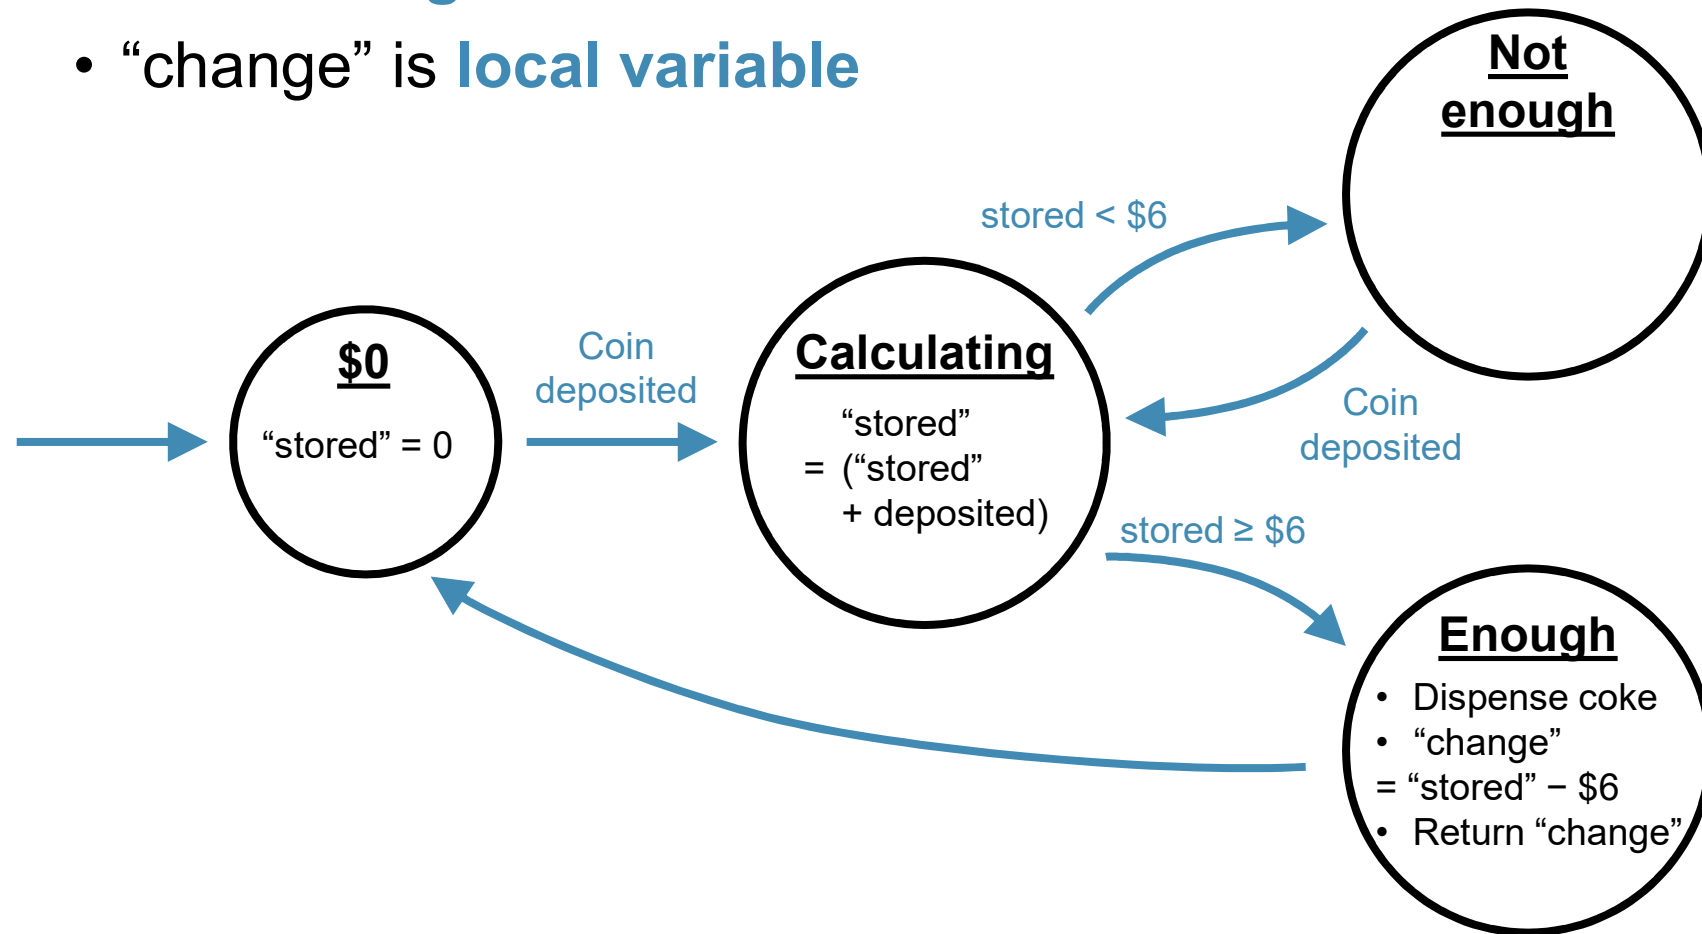 • “change” is local variable
Not
enough
stored < $6
$0
“stored” = 0
Coin
deposited
Calculating
“stored”
= (“stored”
+ deposited)
Coin
deposited
stored ≥ $6
Enough
• Dispense coke
• “change”
= “stored” − $6
• Return “change”